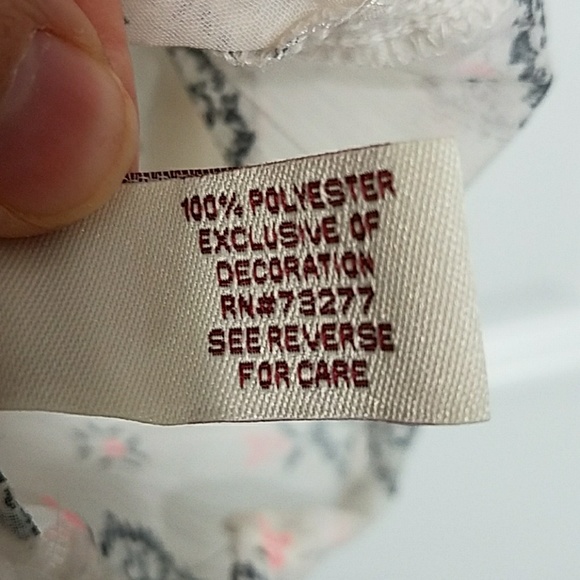 100% POLYESTER
EXCLUSIVE OF
DECORATION
RN#73277
SEE REVERSE
FOR CARE